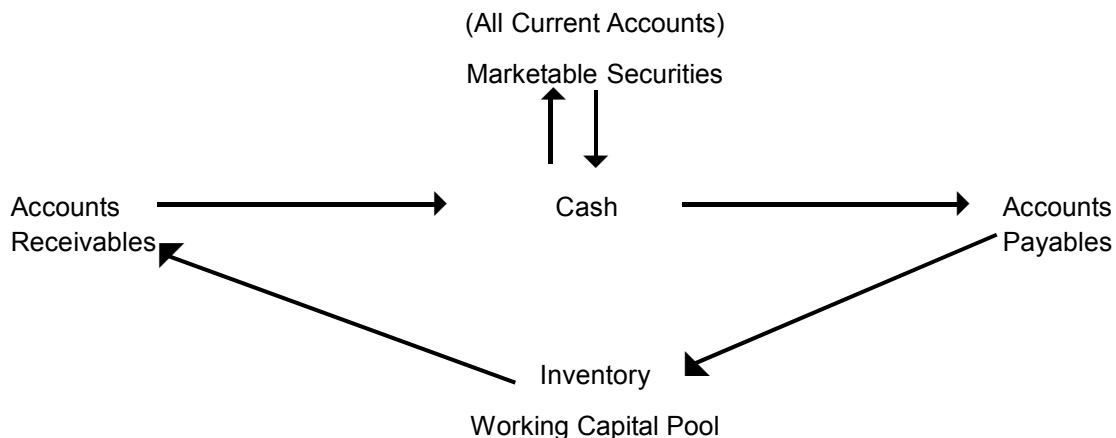 (All Current Accounts)
Marketable Securities
Accounts
Receivables
Cash
Accounts
Payables
Inventory
Working Capital Pool